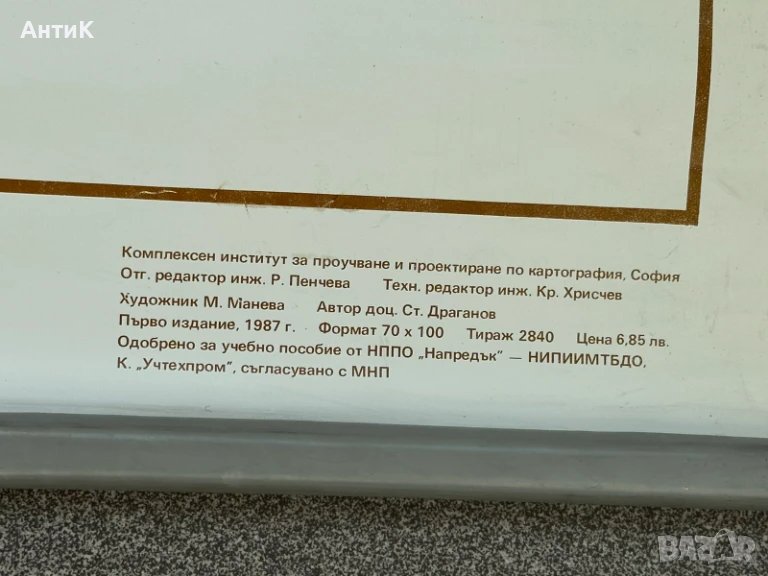 АнтиК
Комплексен институт за проучване и проектиране по картография, София
Отг. редактор инж. Р. Пенчева Техн. редактор инж. Кр. Хрисчев
Художник М. Манева Автор доц. Ст. Драганов
Първо издание, 1987 г. Формат 70 x 100 Тираж 2840 Цена 6,85 лв.
Одобрено за учебно пособие от НППО „Напредък" — НИПИИМТБДО,
К. „Учтехпром", съгласувано с МНП
BAZAR